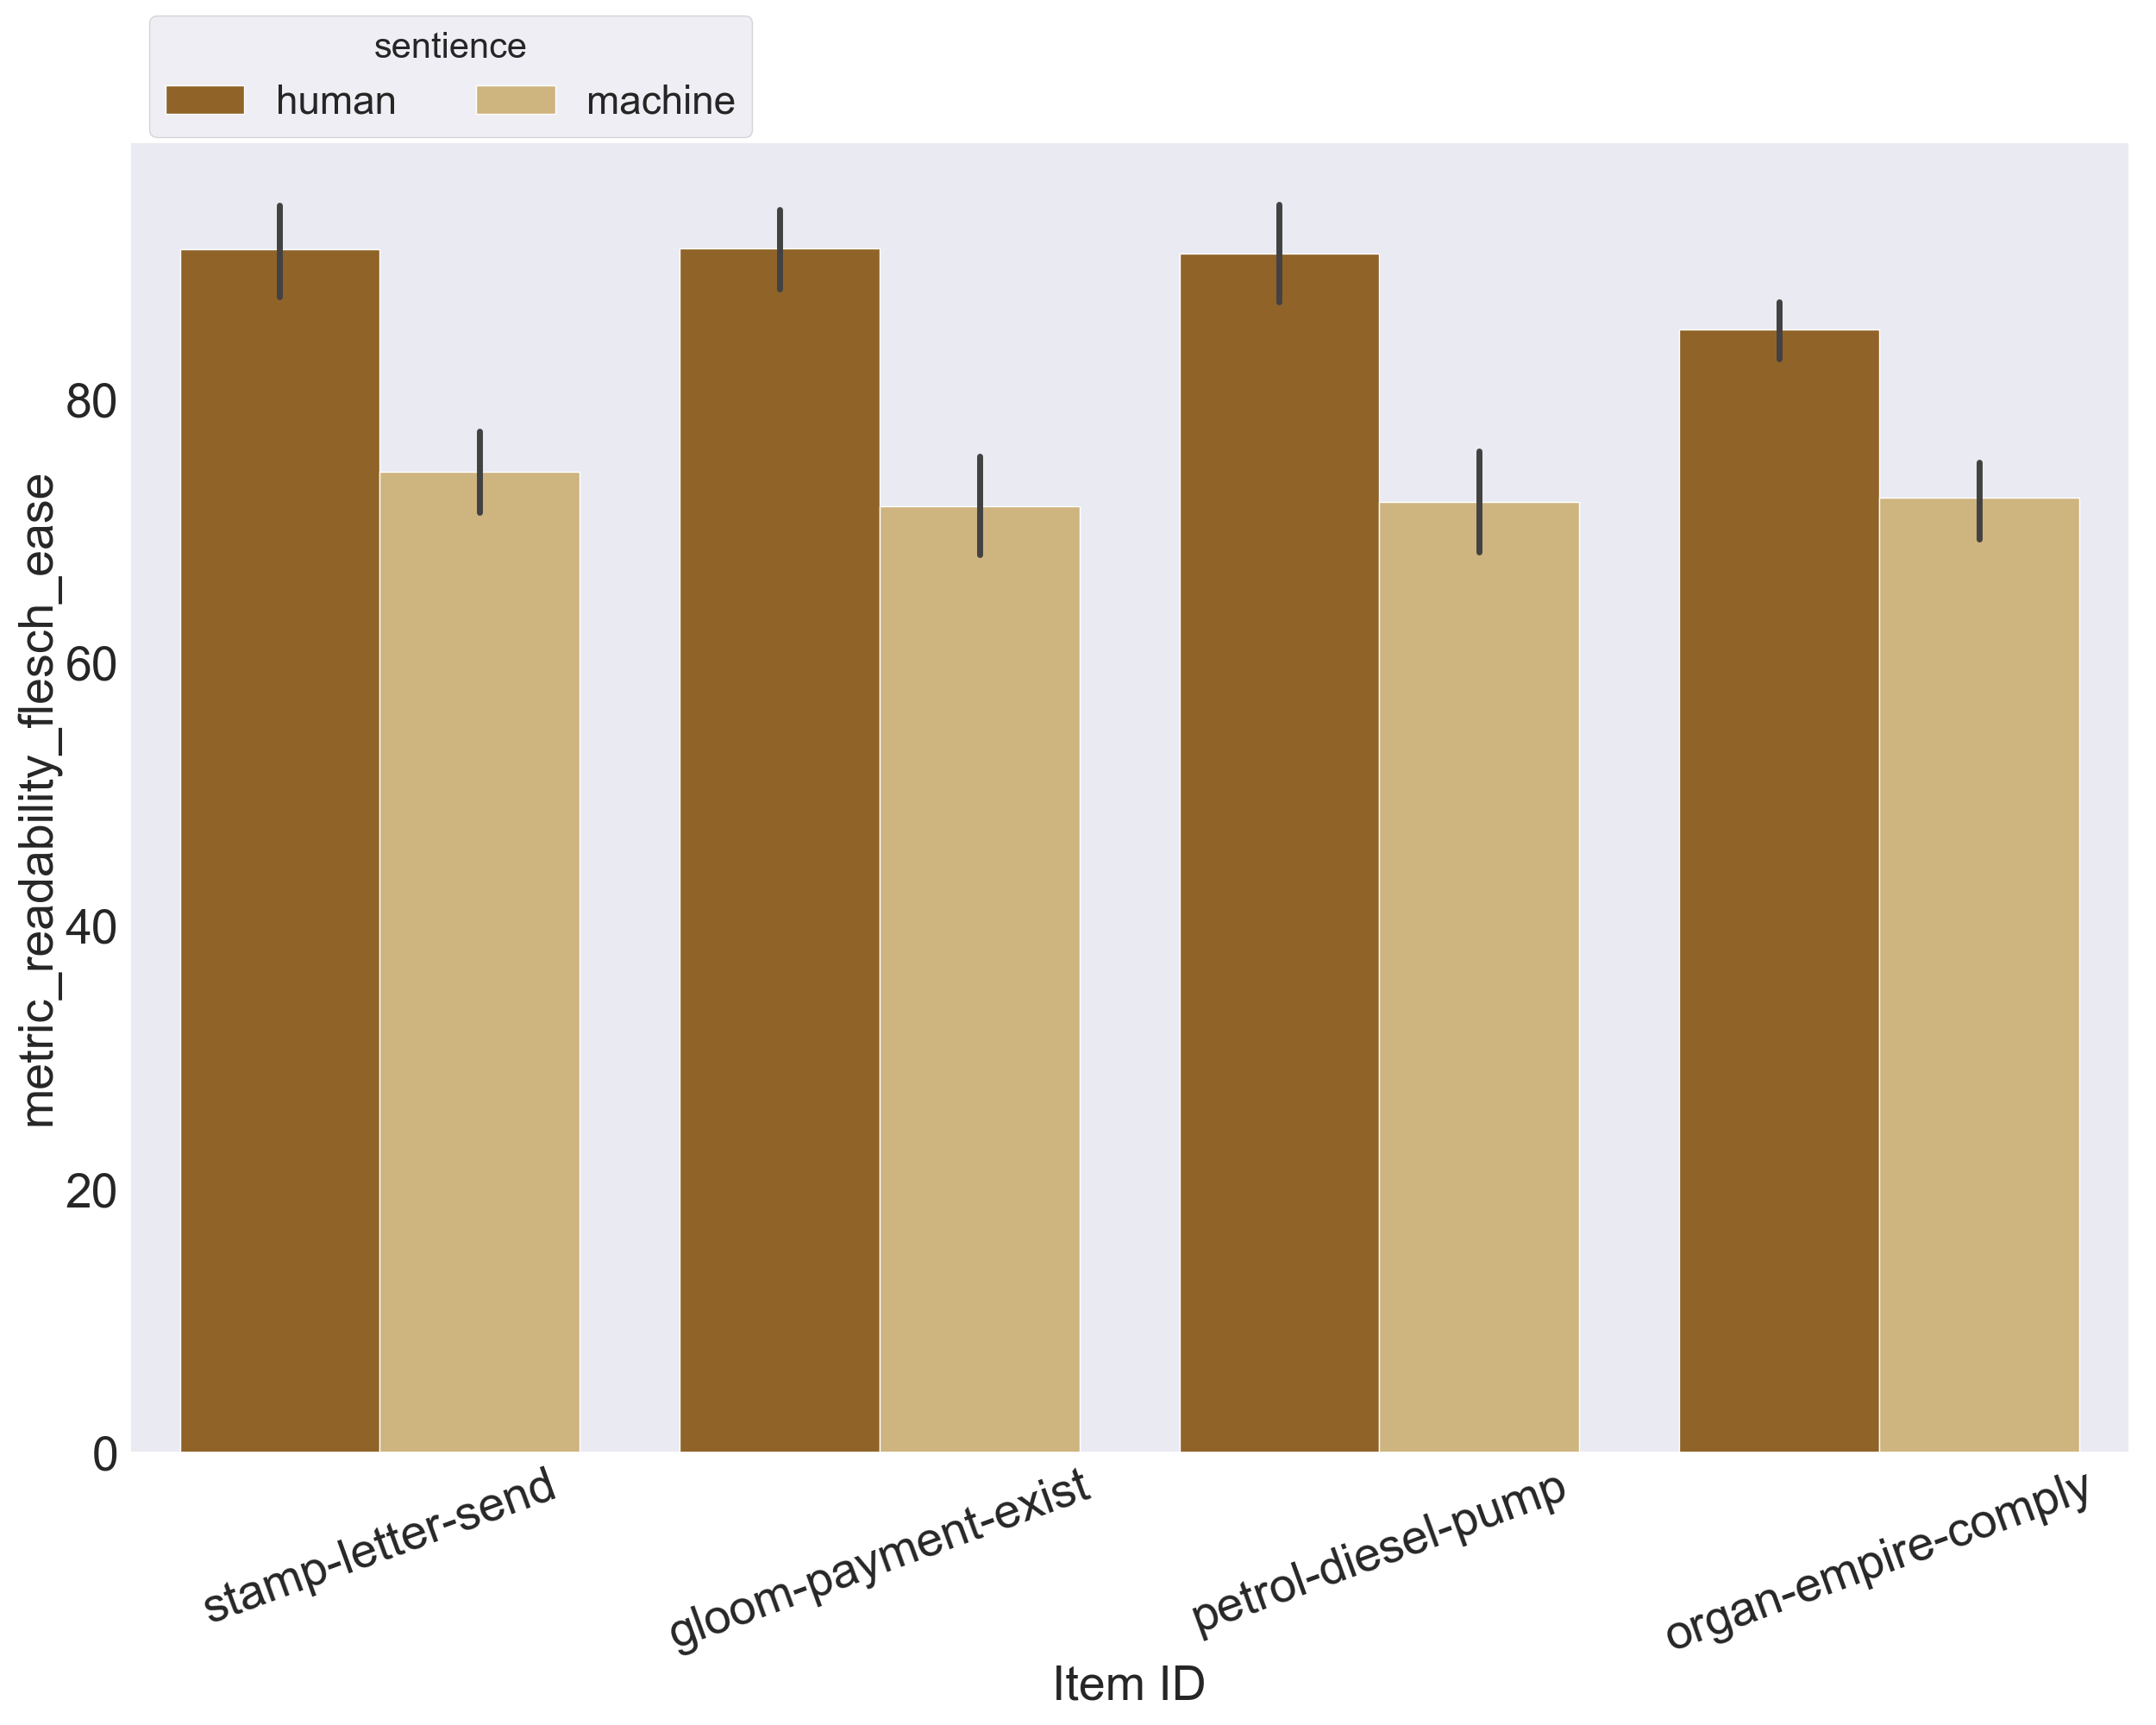 sentience
human machine
metric_readability_flesch_ease
80
60
40
20
0
stamp-letter-send
gloom-payment-exist
petrol-diesel-pump
organ-empire-comply
Item ID